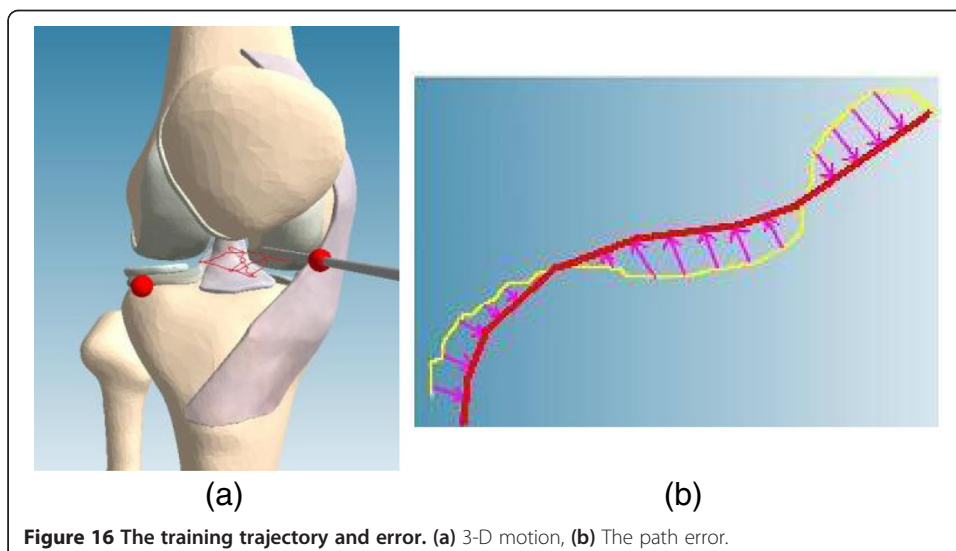 (a)
(b)
Figure 16 The training trajectory and error. (a) 3-D motion, (b) The path error.